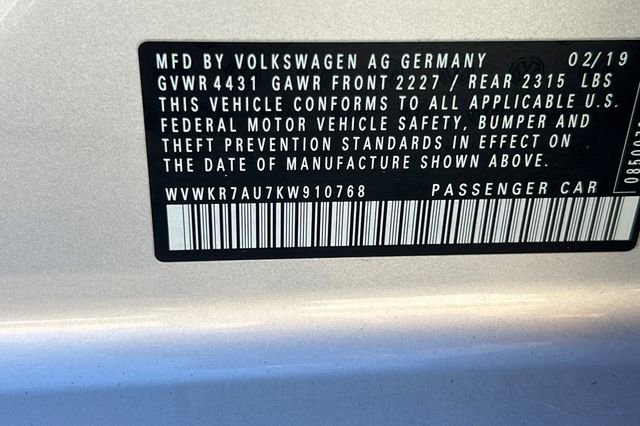 MFD BY VOLKSWAGEN AG GERMANY 02/19
GVWR 4431 GAWR FRONT 2227 / REAR 2315 LBS
THIS VEHICLE CONFORMS TO ALL APPLICABLE U.S.
FEDERAL MOTOR VEHICLE SAFETY, BUMPER AND
THEFT PREVENTION STANDARDS IN EFFECT ON
THE DATE OF MANUFACTURE SHOWN ABOVE.
WVWKR7AU7KW910768 PASSENGER CAR